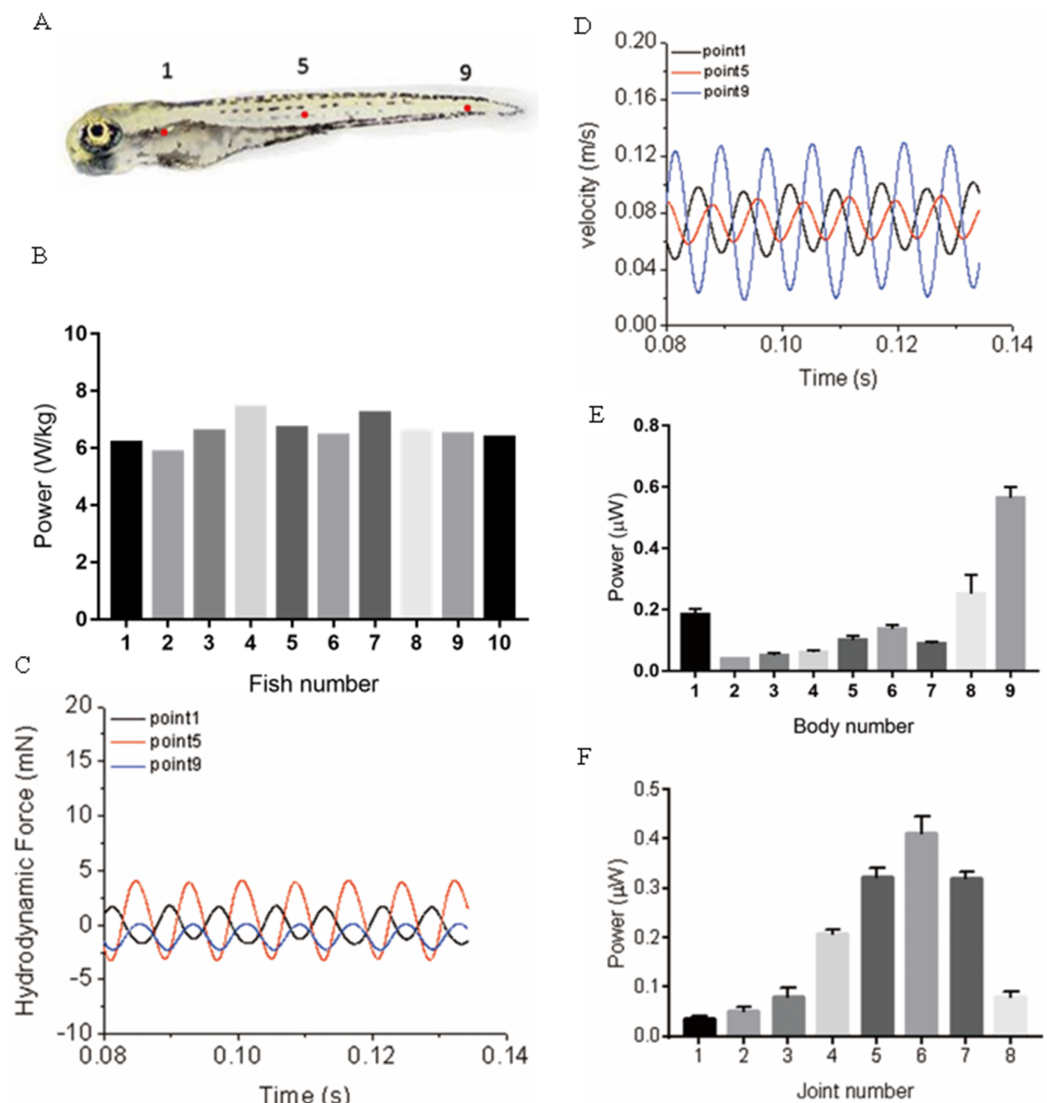 A
1
5
9
B
Power (W/kg)
10
8
6
4
2
0
1 2 3 4 5 6 7 8 9 10
Fish number
C
Hydrodynamic Force (mN)
20
15
10
5
0
-5
-10
point1
point5
point9
0.08 0.10 0.12 0.14
Time (s)
D
velocity (m/s)
0.20
0.16
0.12
0.08
0.04
0.00
point1
point5
point9
0.08 0.10 0.12 0.14
Time (s)
E
Power (μW)
0.8
0.6
0.4
0.2
0.0
1 2 3 4 5 6 7 8 9
Body number
F
Power (μW)
0.5
0.4
0.3
0.2
0.1
0.0
1 2 3 4 5 6 7 8
Joint number